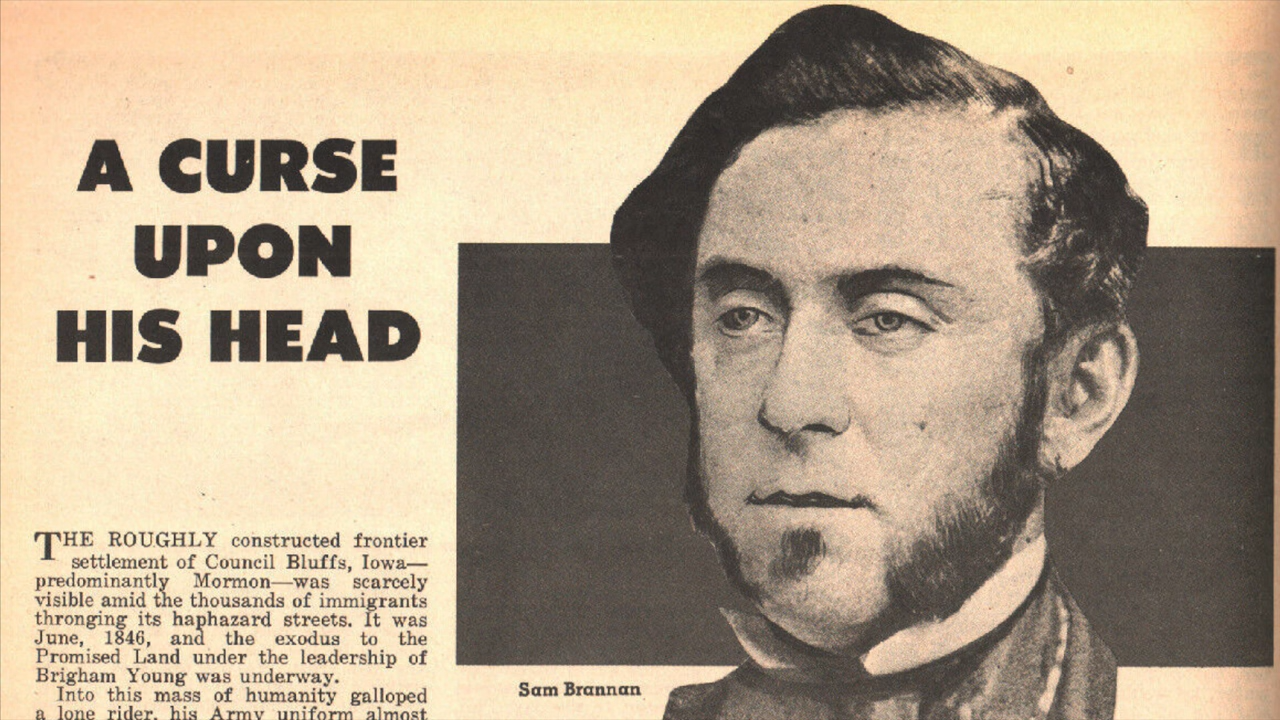 A CURSE
UPON
HIS HEAD
THE ROUGHLY constructed frontier
settlement of Council Bluffs, Iowa—
predominantly Mormon—was scarcely
visible amid the thousands of immigrants
thronging its haphazard streets. It was
June, 1846, and the exodus to the
Promised Land under the leadership of
Brigham Young was underway.
Into this mass of humanity galloped
a lone rider, his Army uniform almost
Sam Brannan